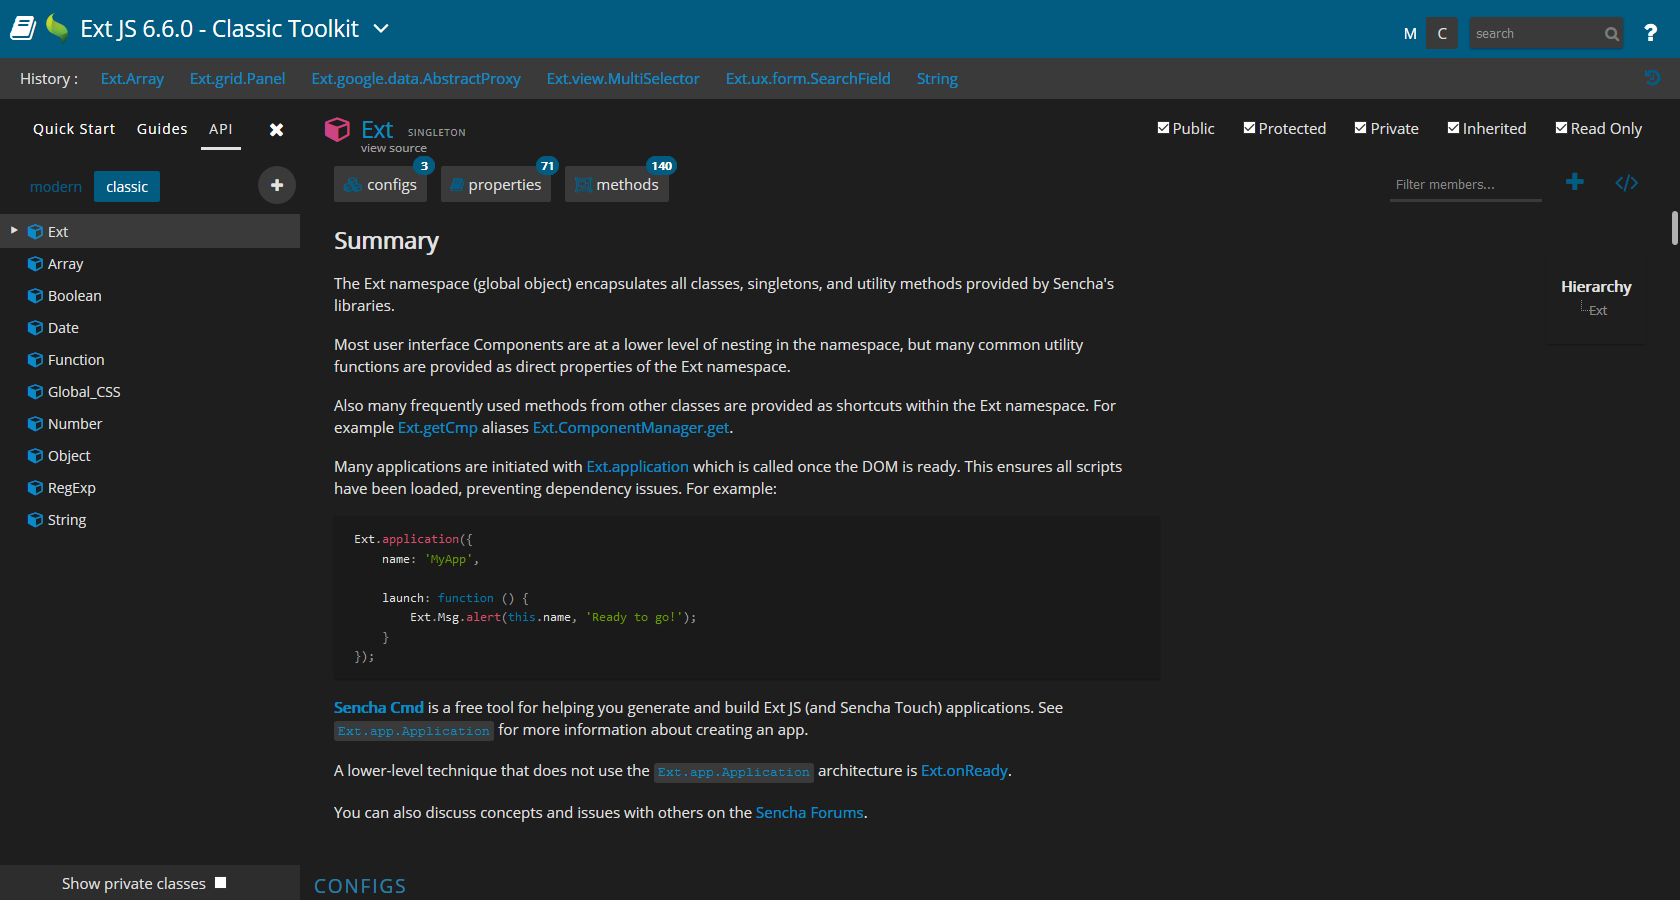 Ext JS 6.6.0 - Classic Toolkit
M C search ?
History : Ext.Array Ext.grid.Panel Ext.google.data.AbstractProxy Ext.view.MultiSelector Ext.ux.form.SearchField String
Quick Start Guides API
modern classic
Ext
Array
Boolean
Date
Function
Global_CSS
Number
Object
RegExp
String
Show private classes
Ext SINGLETON
view source
Public Protected Private Inherited Read Only
configs 3 properties 71 methods 140
Filter members... </>
Summary
The Ext namespace (global object) encapsulates all classes, singletons, and utility methods provided by Sencha's
libraries.
Most user interface Components are at a lower level of nesting in the namespace, but many common utility
functions are provided as direct properties of the Ext namespace.
Also many frequently used methods from other classes are provided as shortcuts within the Ext namespace. For
example Ext.getCmp aliases Ext.ComponentManager.get.
Many applications are initiated with Ext.application which is called once the DOM is ready. This ensures all scripts
have been loaded, preventing dependency issues. For example:
Ext.application({
name: 'MyApp',
launch: function () {
Ext.Msg.alert(this.name, 'Ready to go!');
}
});
Sencha Cmd is a free tool for helping you generate and build Ext JS (and Sencha Touch) applications. See
Ext.app.Application for more information about creating an app.
A lower-level technique that does not use the Ext.app.Application architecture is Ext.onReady.
You can also discuss concepts and issues with others on the Sencha Forums.
CONFIGS
Hierarchy
Ext